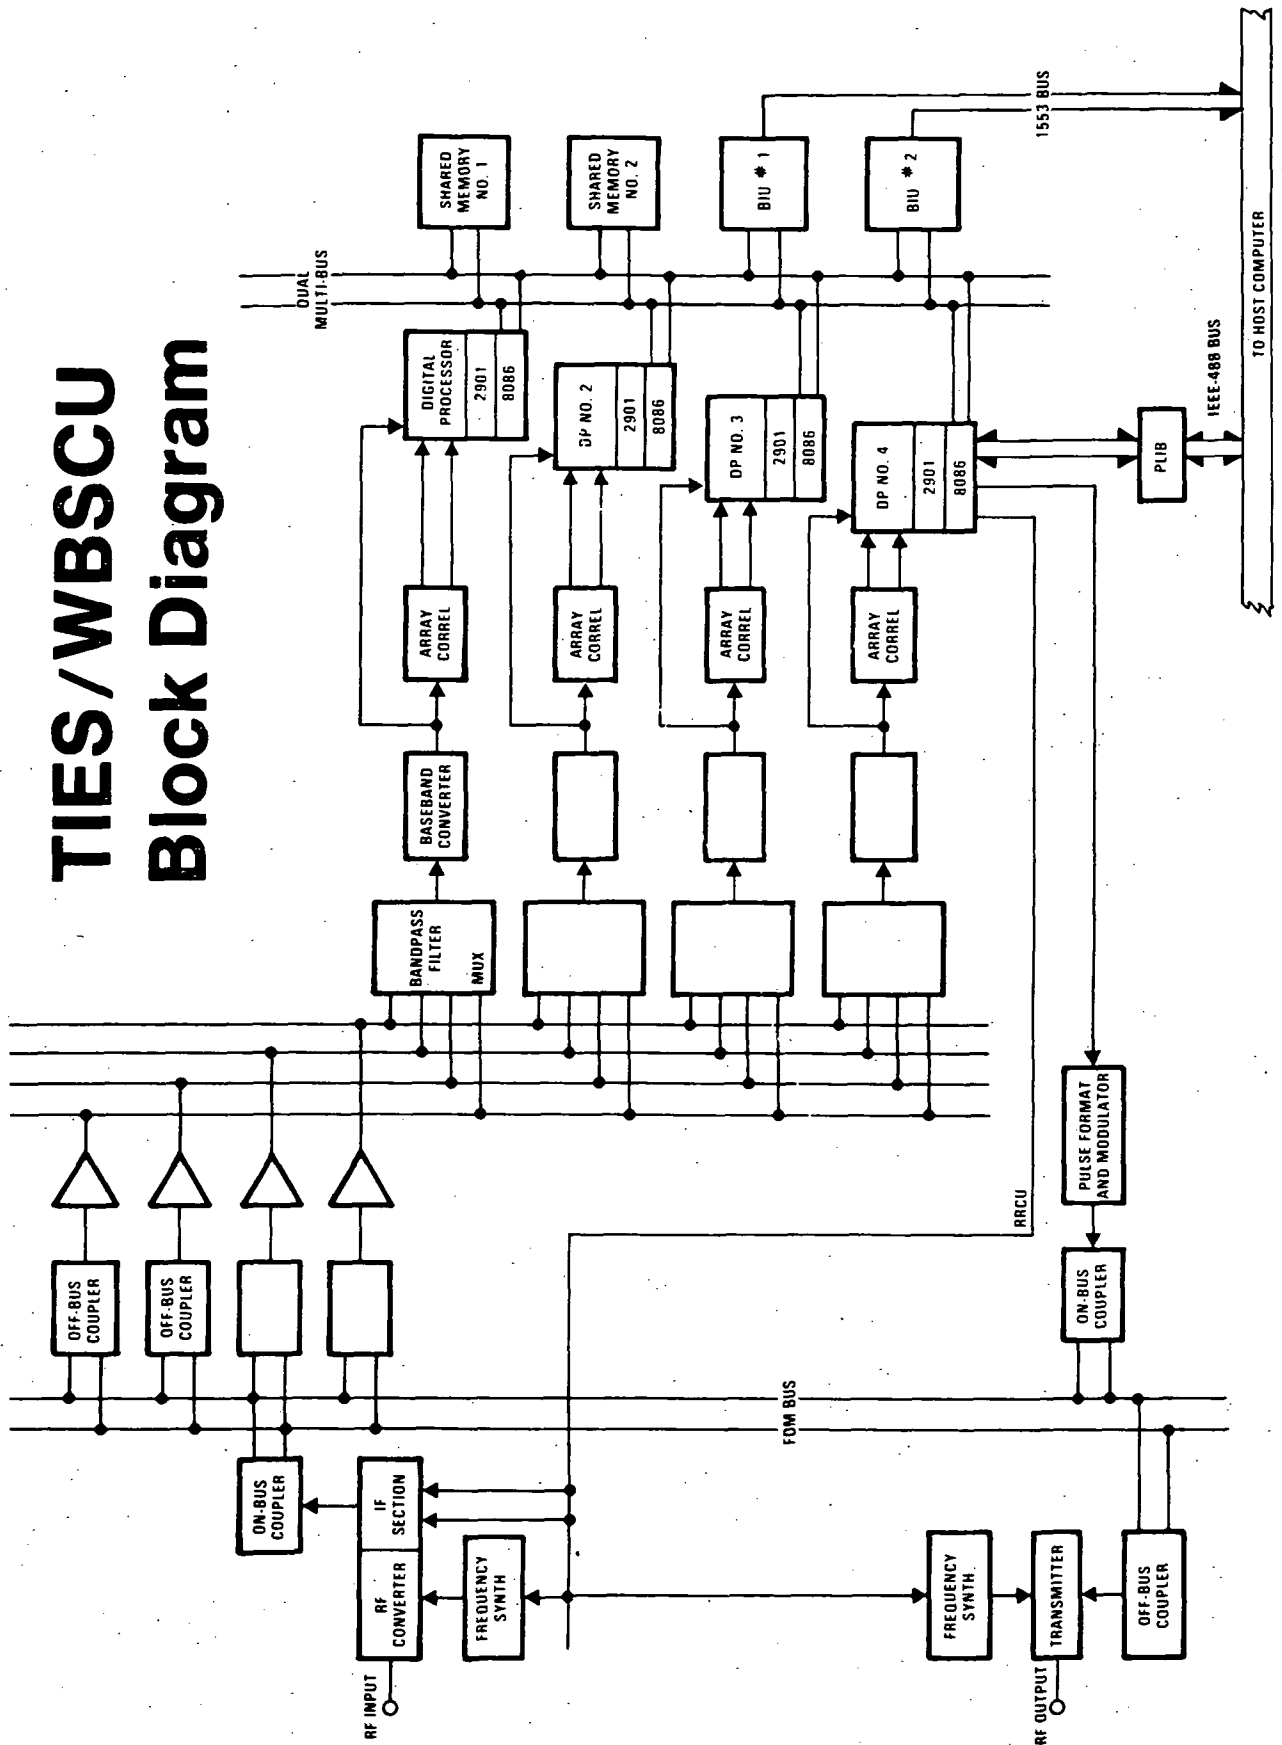 TIES/WBSCU
Block Diagram
SHARED
MEMORY
NO. 1
SHARED
MEMORY
NO. 2
BIU # 1
BIU # 2
1553 BUS
DUAL
MULTI-BUS
DIGITAL
PROCESSOR
2901
8086
DP NO. 2
2901
8086
DP NO. 3
2901
8086
DP NO. 4
2901
8086
PLIB
IEEE-488 BUS
TO HOST COMPUTER
ARRAY
CORREL
ARRAY
CORREL
ARRAY
CORREL
ARRAY
CORREL
BASEBAND
CONVERTER
BANDPASS
FILTER
MUX
OFF-BUS
COUPLER
OFF-BUS
COUPLER
RRCU
PULSE FORMAT
AND MODULATOR
ON-BUS
COUPLER
FDM BUS
ON-BUS
COUPLER
IF
SECTION
RF
CONVERTER
FREQUENCY
SYNTH
RF INPUT
FREQUENCY
SYNTH
TRANSMITTER
OFF-BUS
COUPLER
RF OUTPUT